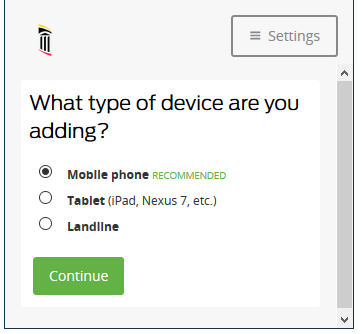 ≡ Settings
What type of device are you
adding?
Mobile phone RECOMMENDED
Tablet (iPad, Nexus 7, etc.)
Landline
Continue